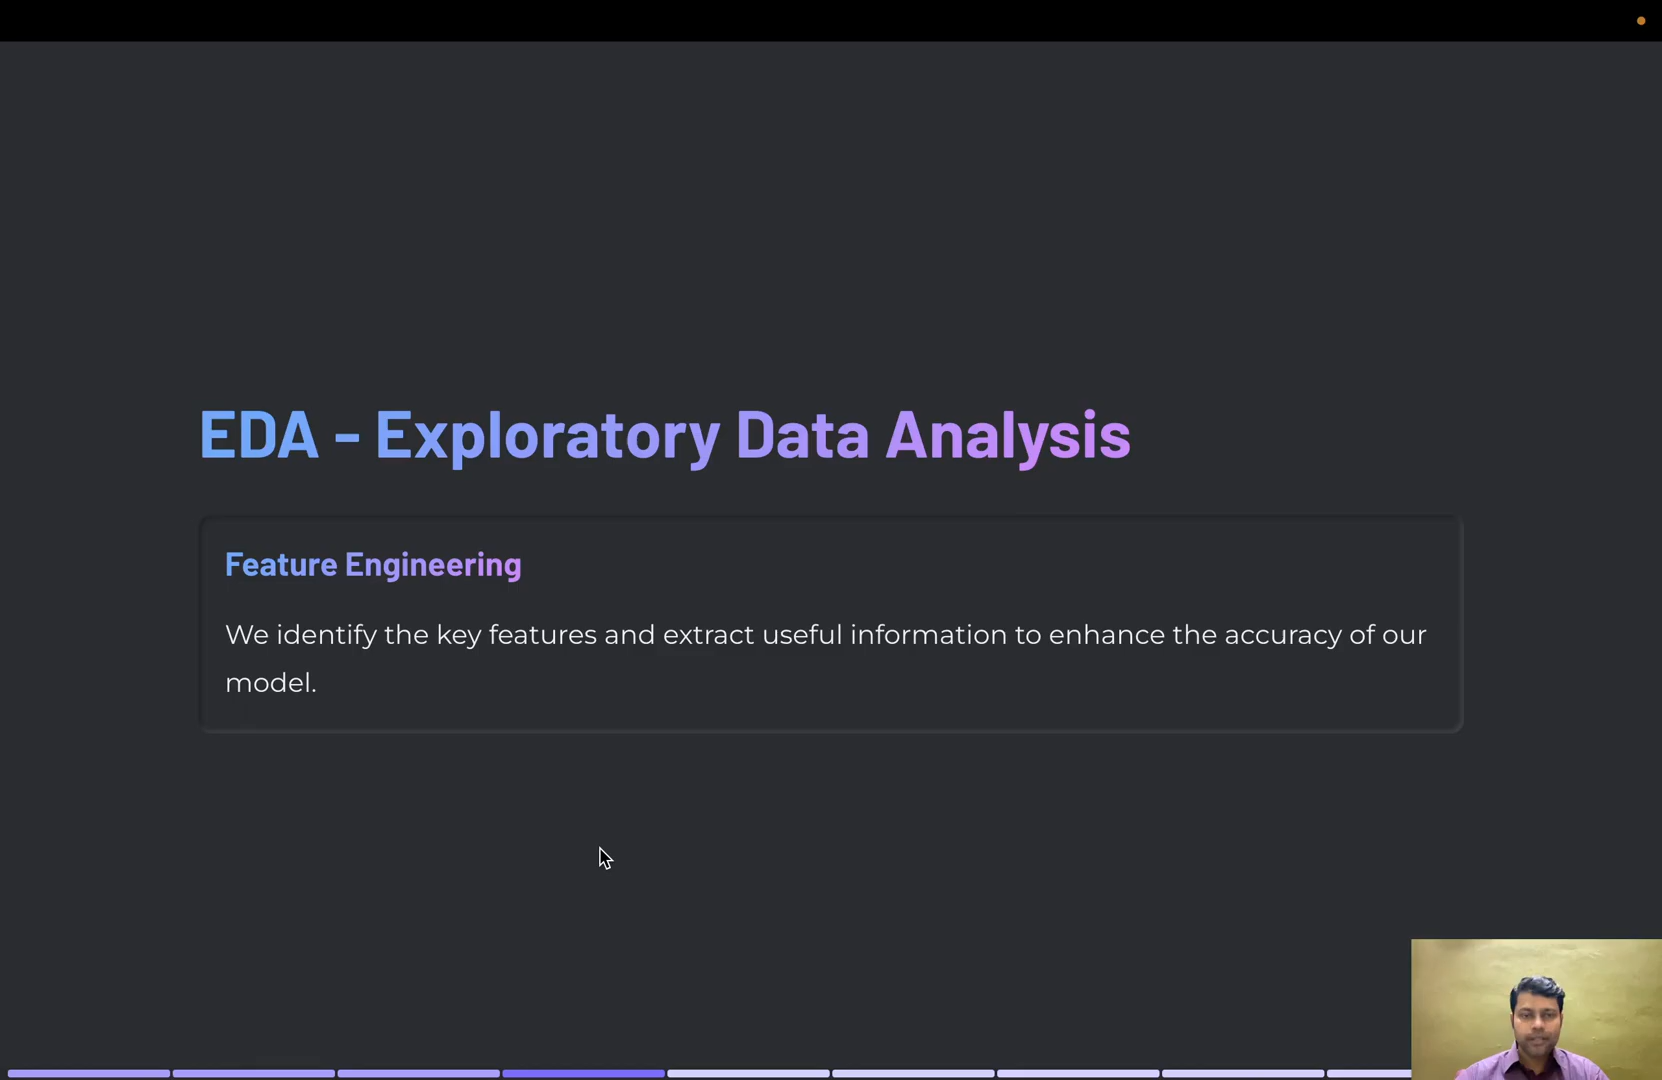 EDA - Exploratory Data Analysis
Feature Engineering
We identify the key features and extract useful information to enhance the accuracy of our
model.